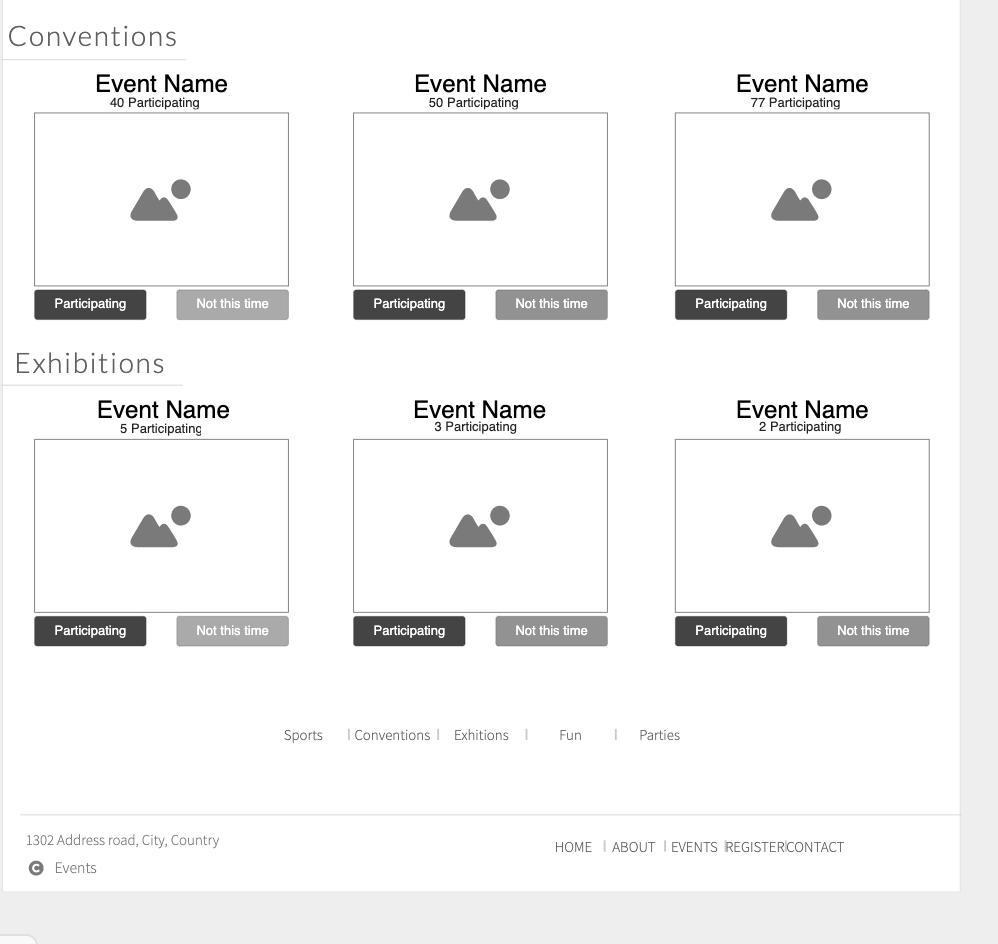 Conventions
Event Name Event Name Event Name
40 Participating 50 Participating 77 Participating
Participating Not this time Participating Not this time Participating Not this time
Exhibitions
Event Name Event Name Event Name
5 Participating 3 Participating 2 Participating
Participating Not this time Participating Not this time Participating Not this time
Sports | Conventions | Exhitions | Fun | Parties
1302 Address road, City, Country
HOME | ABOUT | EVENTS | REGISTER | CONTACT
© Events